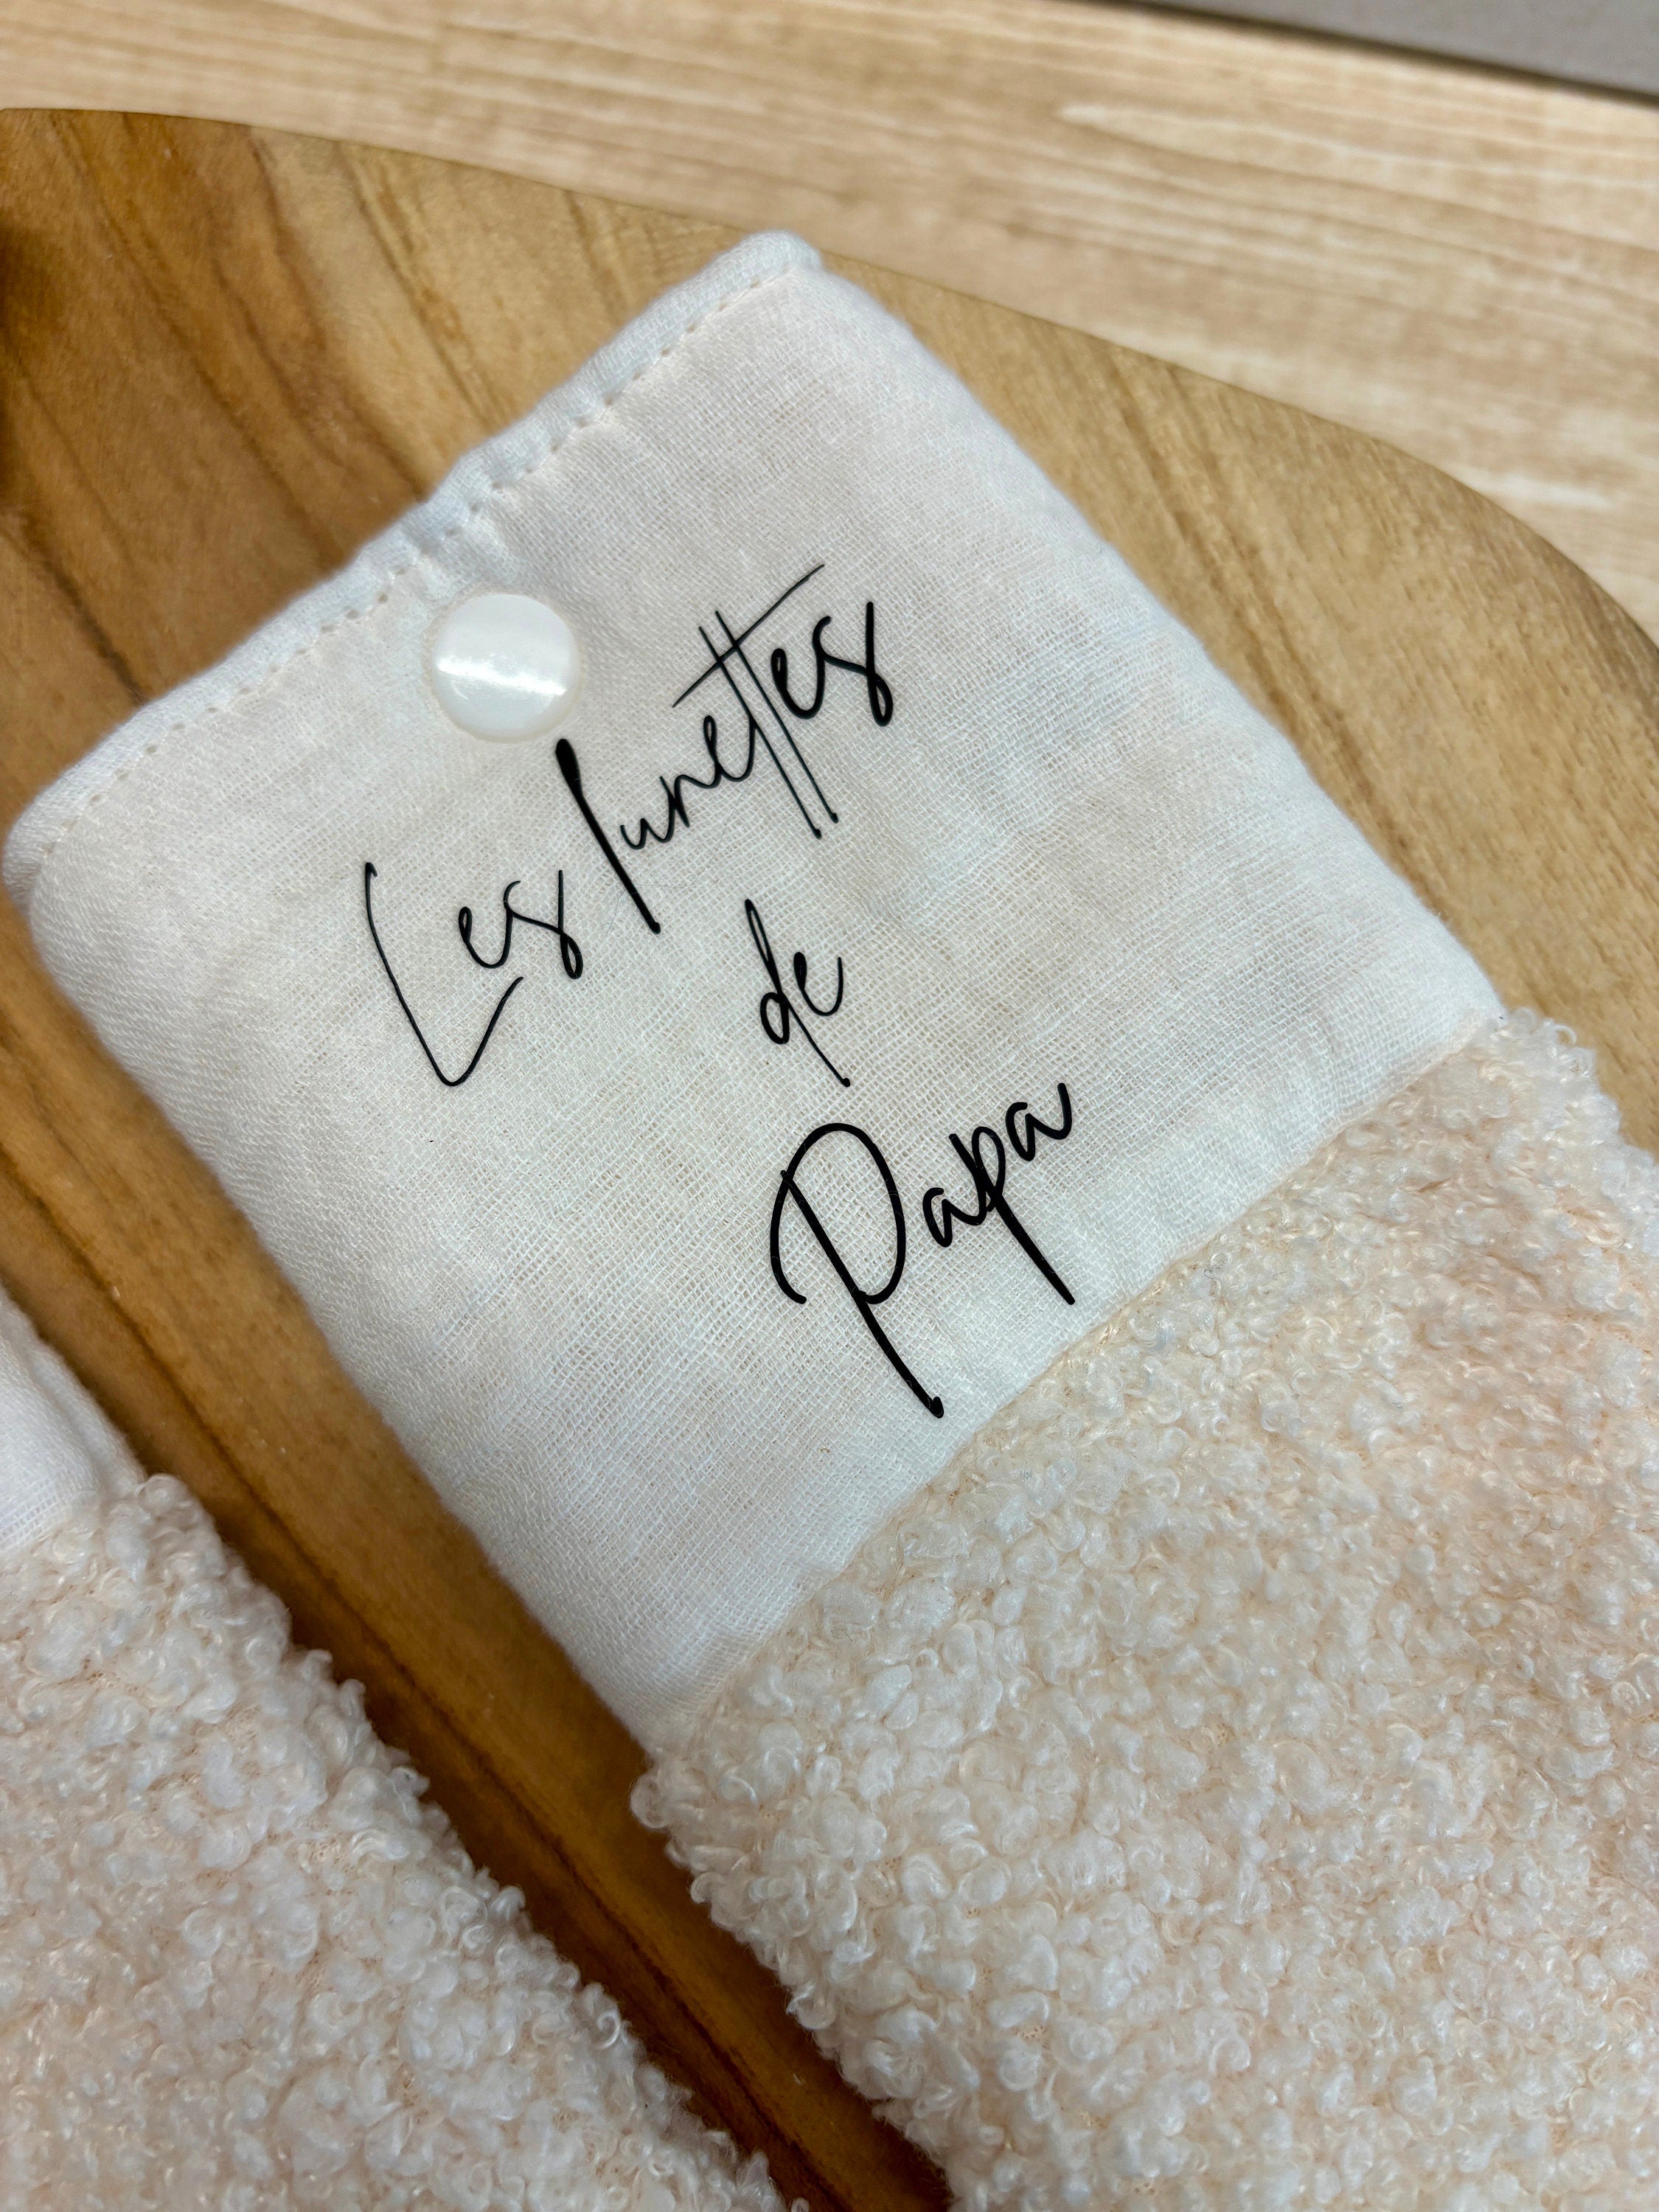 Les lunettes
de
Papa